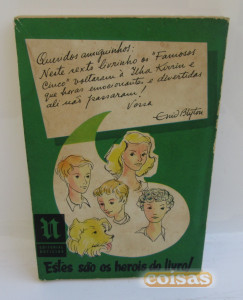 Queridos amiguinhos:
Neste sexto livrinho os "Famosos
Cinco" voltaram à Ilha Kirrin e
que horas emocionantes e divertidas
ali não passaram!
Vossa
Enid Blyton
n
Estes são os herois do livro!
coisas